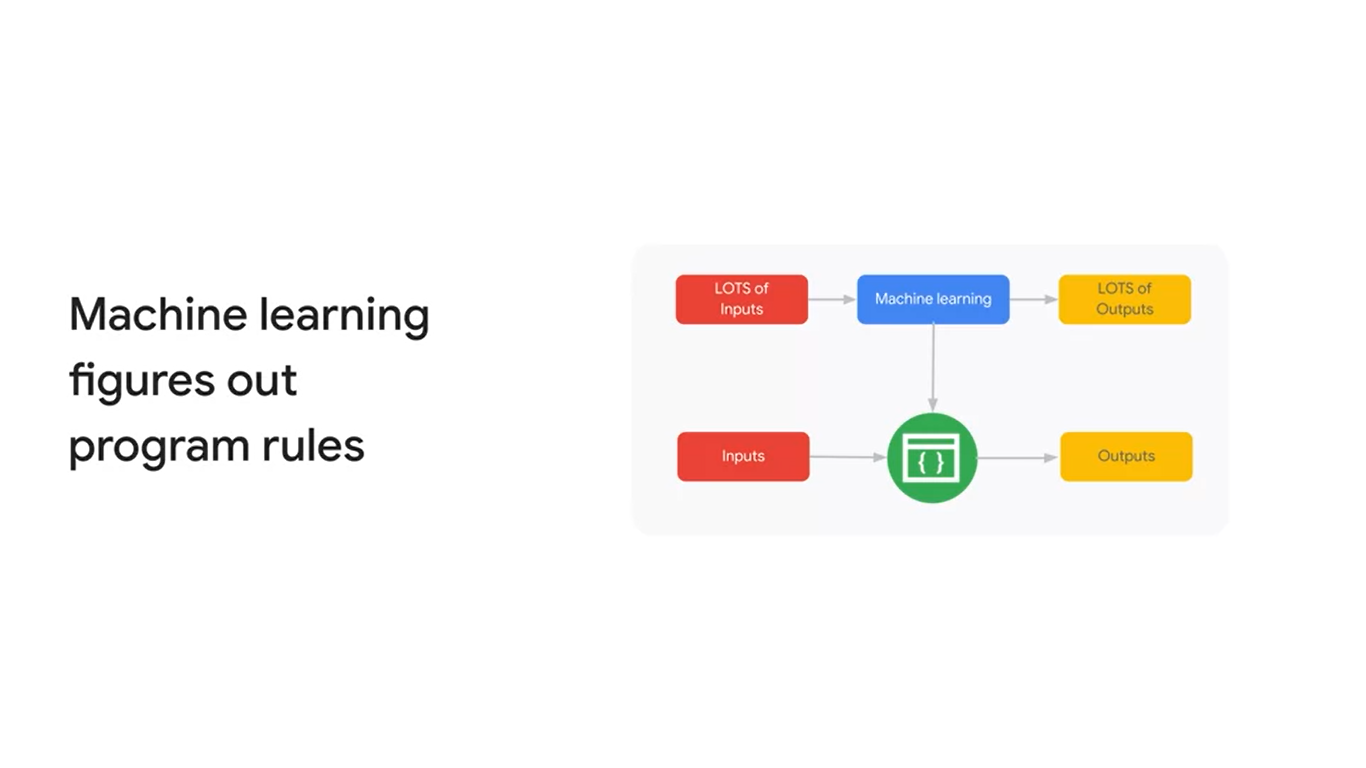 Machine learning
figures out
program rules
LOTS of
Inputs
Machine learning
LOTS of
Outputs
Inputs
{ }
Outputs